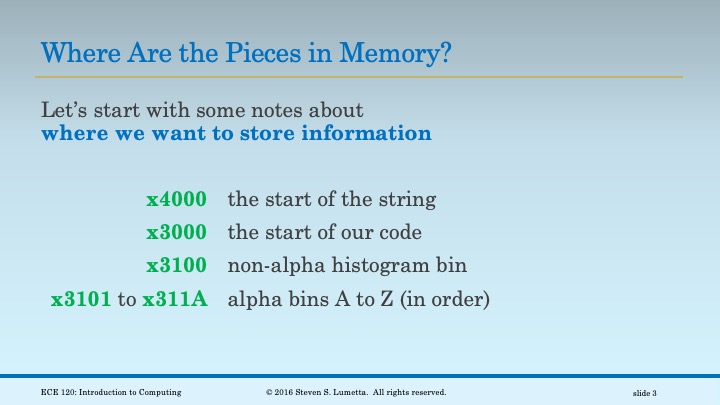 Where Are the Pieces in Memory?
Let’s start with some notes about
where we want to store information
x4000 the start of the string
x3000 the start of our code
x3100 non-alpha histogram bin
x3101 to x311A alpha bins A to Z (in order)
ECE 120: Introduction to Computing © 2016 Steven S. Lumetta. All rights reserved. slide 3